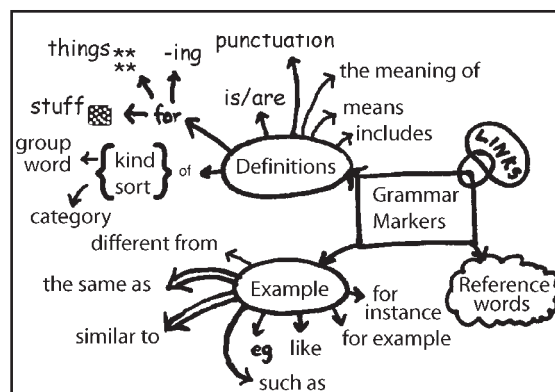 punctuation
things
-ing
the meaning of
is/are
means
stuff
for
includes
LINKS
group
word
kind
sort
of
Definitions
Grammar
Markers
category
different from
the same as
Example
for
instance
Reference
words
similar to
eg
like
for example
such as